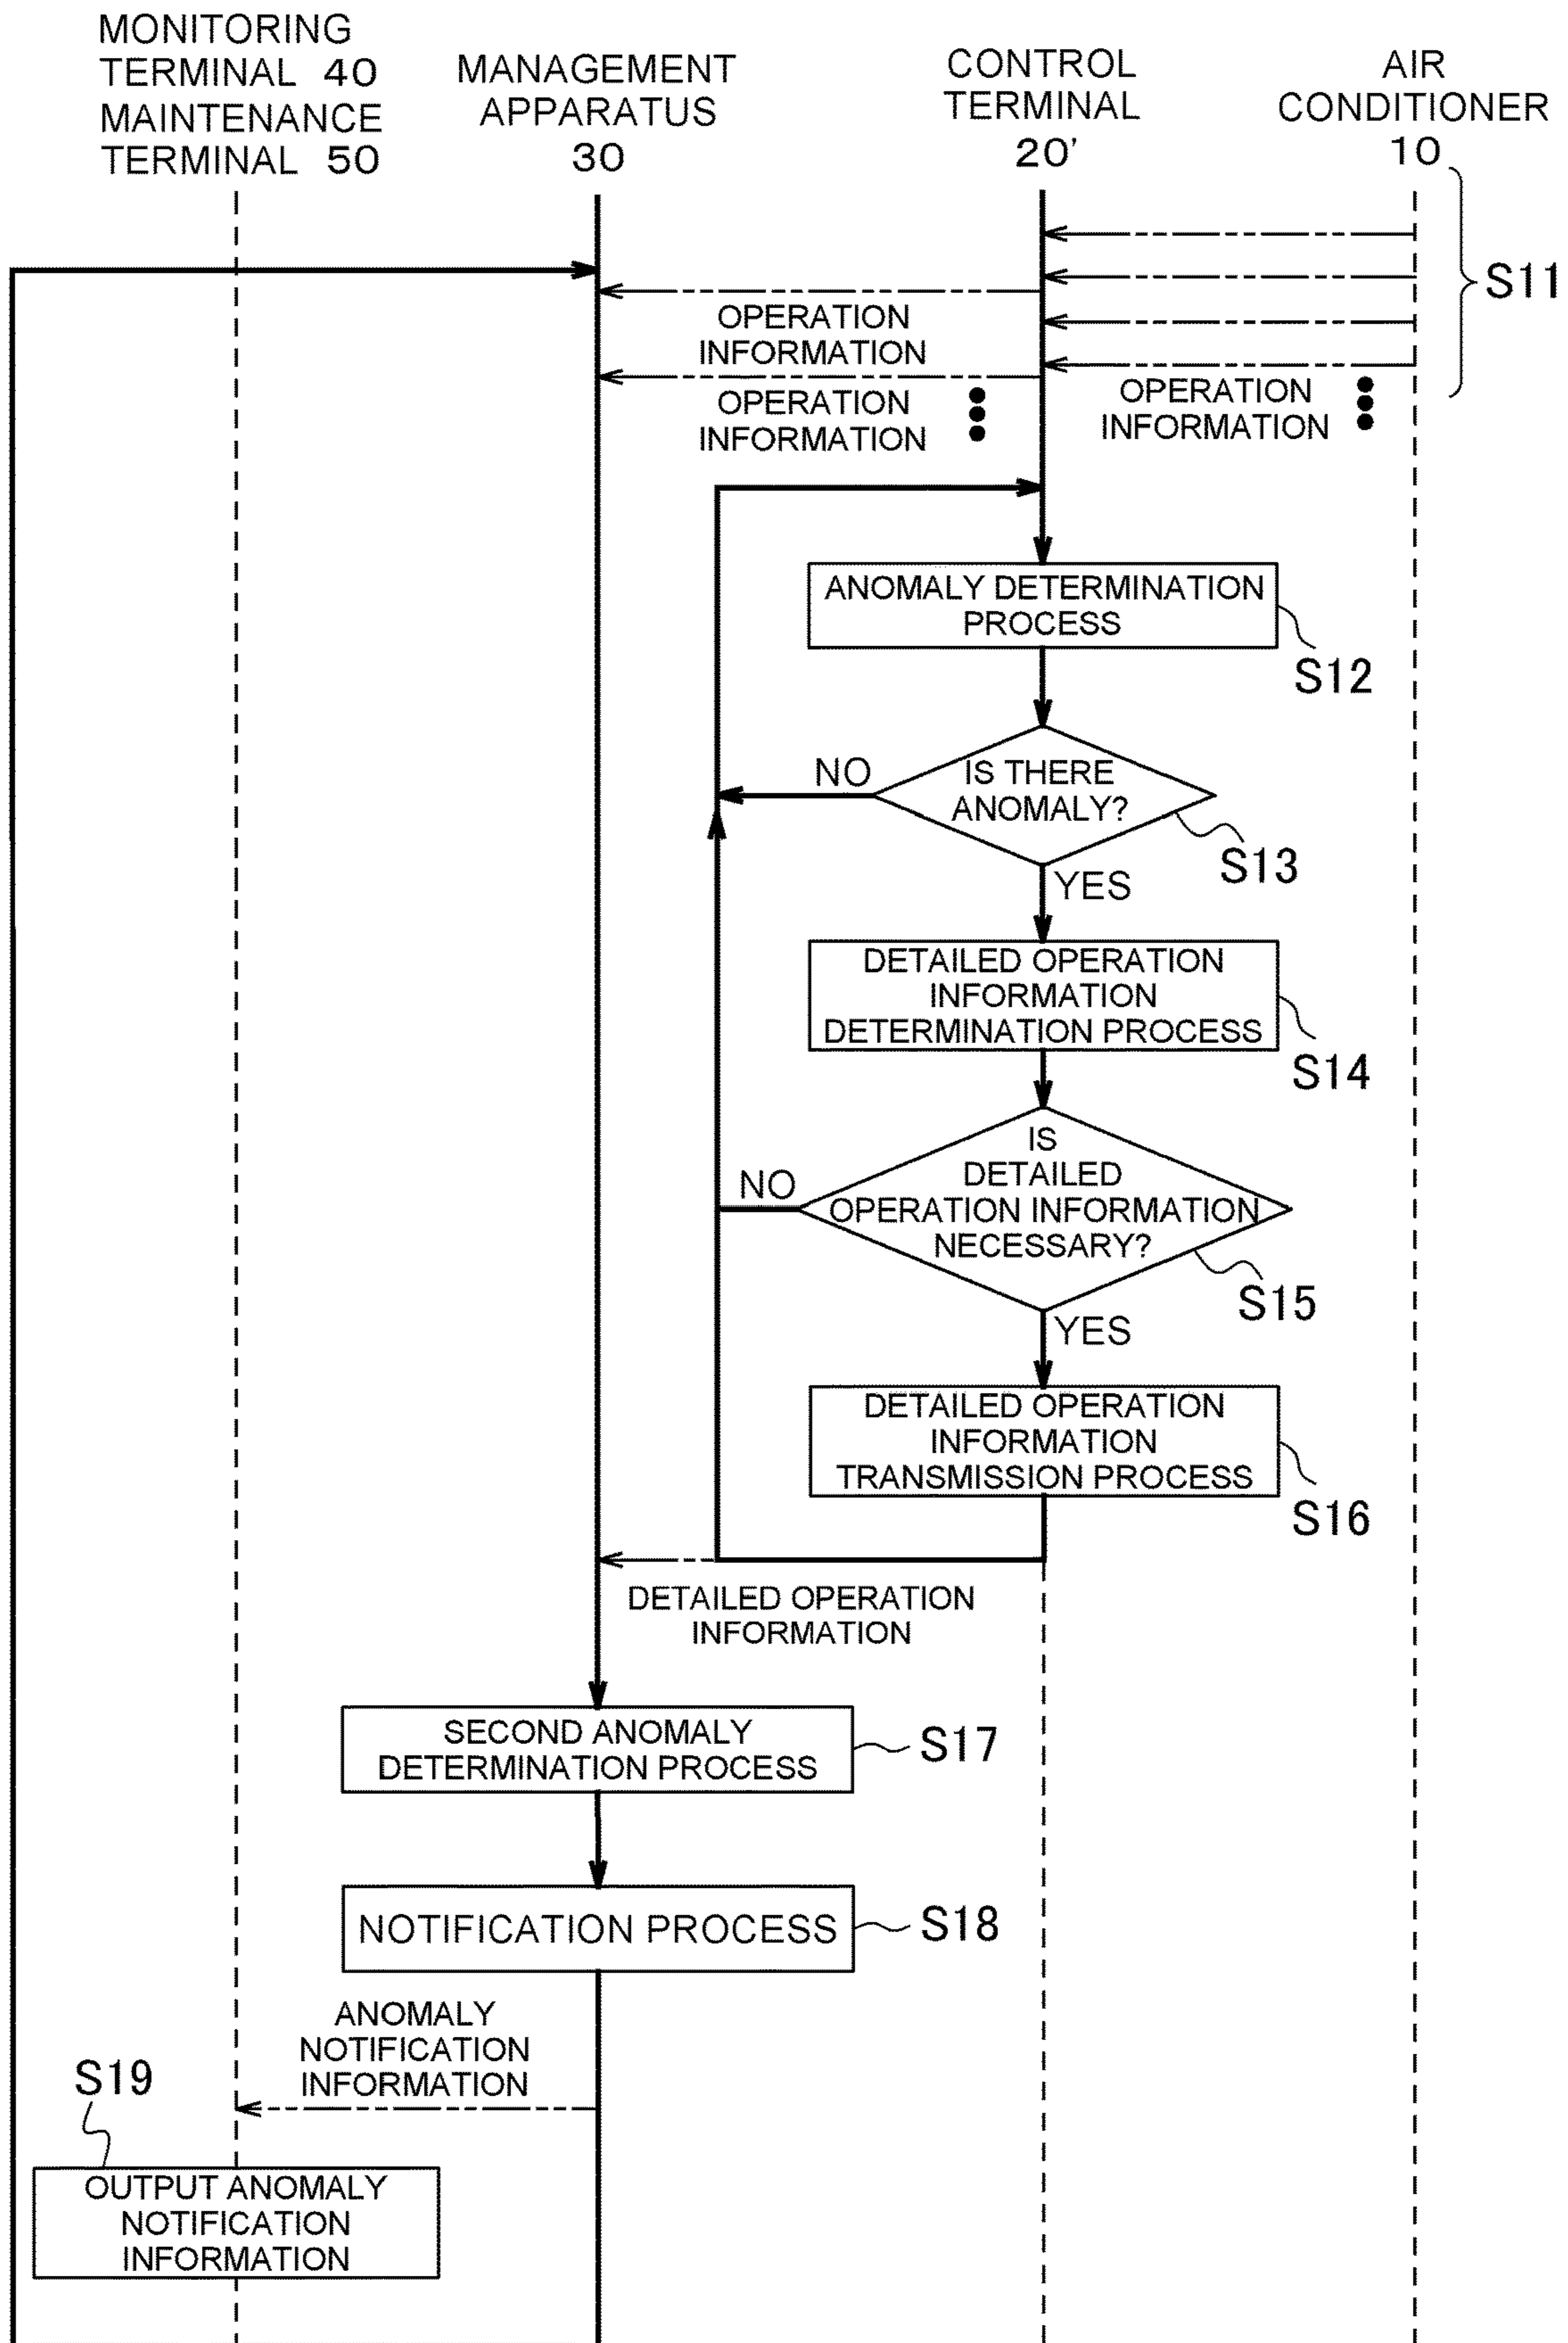 MONITORING
TERMINAL 40
MAINTENANCE
TERMINAL 50
MANAGEMENT
APPARATUS
30
CONTROL
TERMINAL
20'
AIR
CONDITIONER
10
S11
OPERATION
INFORMATION
OPERATION
INFORMATION
OPERATION
INFORMATION
ANOMALY DETERMINATION
PROCESS
S12
NO
IS THERE
ANOMALY?
S13
YES
DETAILED OPERATION
INFORMATION
DETERMINATION PROCESS
S14
NO
IS
DETAILED
OPERATION INFORMATION
NECESSARY?
S15
YES
DETAILED OPERATION
INFORMATION
TRANSMISSION PROCESS
S16
DETAILED OPERATION
INFORMATION
SECOND ANOMALY
DETERMINATION PROCESS
S17
NOTIFICATION PROCESS
S18
ANOMALY
NOTIFICATION
INFORMATION
S19
OUTPUT ANOMALY
NOTIFICATION
INFORMATION